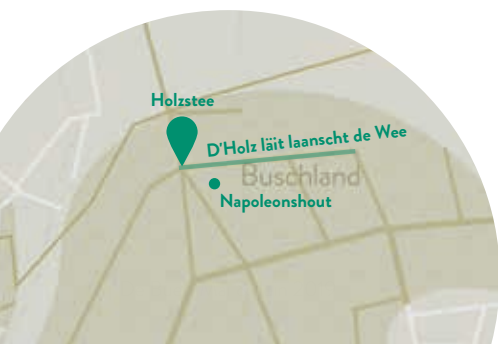 Holzstee
D'Holz läit laanscht de Wee
Buschland
Napoleonshout